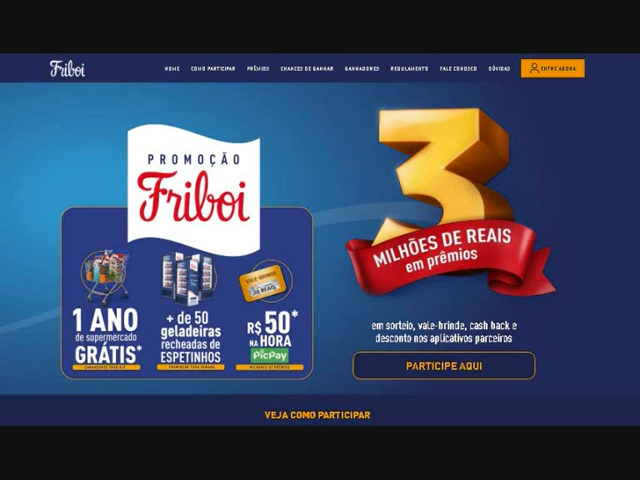 Friboi
HOME COMO PARTICIPAR PRÊMIOS CHANCES DE GANHAR GANHADORES REGULAMENTO FALE CONOSCO DÚVIDAS ENTRE AGORA
PROMOÇÃO
Friboi
3
MILHÕES DE REAIS
em prêmios
1 ANO
de supermercado
GRÁTIS*
+ de 50
geladeiras
recheadas de
ESPETINHOS
VALE-BRINDE
R$ 50*
NA HORA
PicPay
em sorteio, vale-brinde, cash back e
desconto nos aplicativos parceiros
PARTICIPE AQUI
VEJA COMO PARTICIPAR